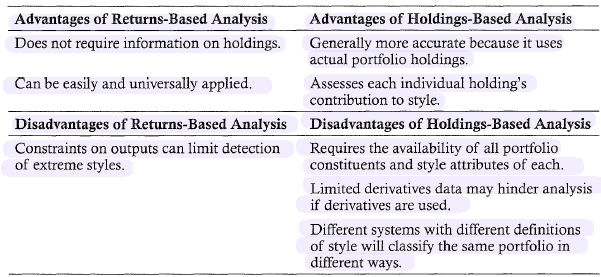 Advantages of Returns-Based Analysis
Advantages of Holdings-Based Analysis
Does not require information on holdings.
Generally more accurate because it uses
actual portfolio holdings.
Can be easily and universally applied.
Assesses each individual holding's
contribution to style.
Disadvantages of Returns-Based Analysis
Disadvantages of Holdings-Based Analysis
Constraints on outputs can limit detection
of extreme styles.
Requires the availability of all portfolio
constituents and style attributes of each.
Limited derivatives data may hinder analysis
if derivatives are used.
Different systems with different definitions
of style will classify the same portfolio in
different ways.